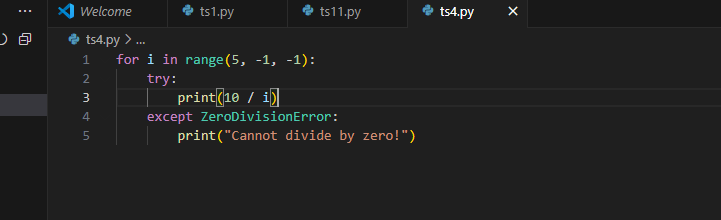 ... Welcome ts1.py ts11.py ts4.py
ts4.py > ...
1 for i in range(5, -1, -1):
2 try:
3 print(10 / i)
4 except ZeroDivisionError:
5 print("Cannot divide by zero!")